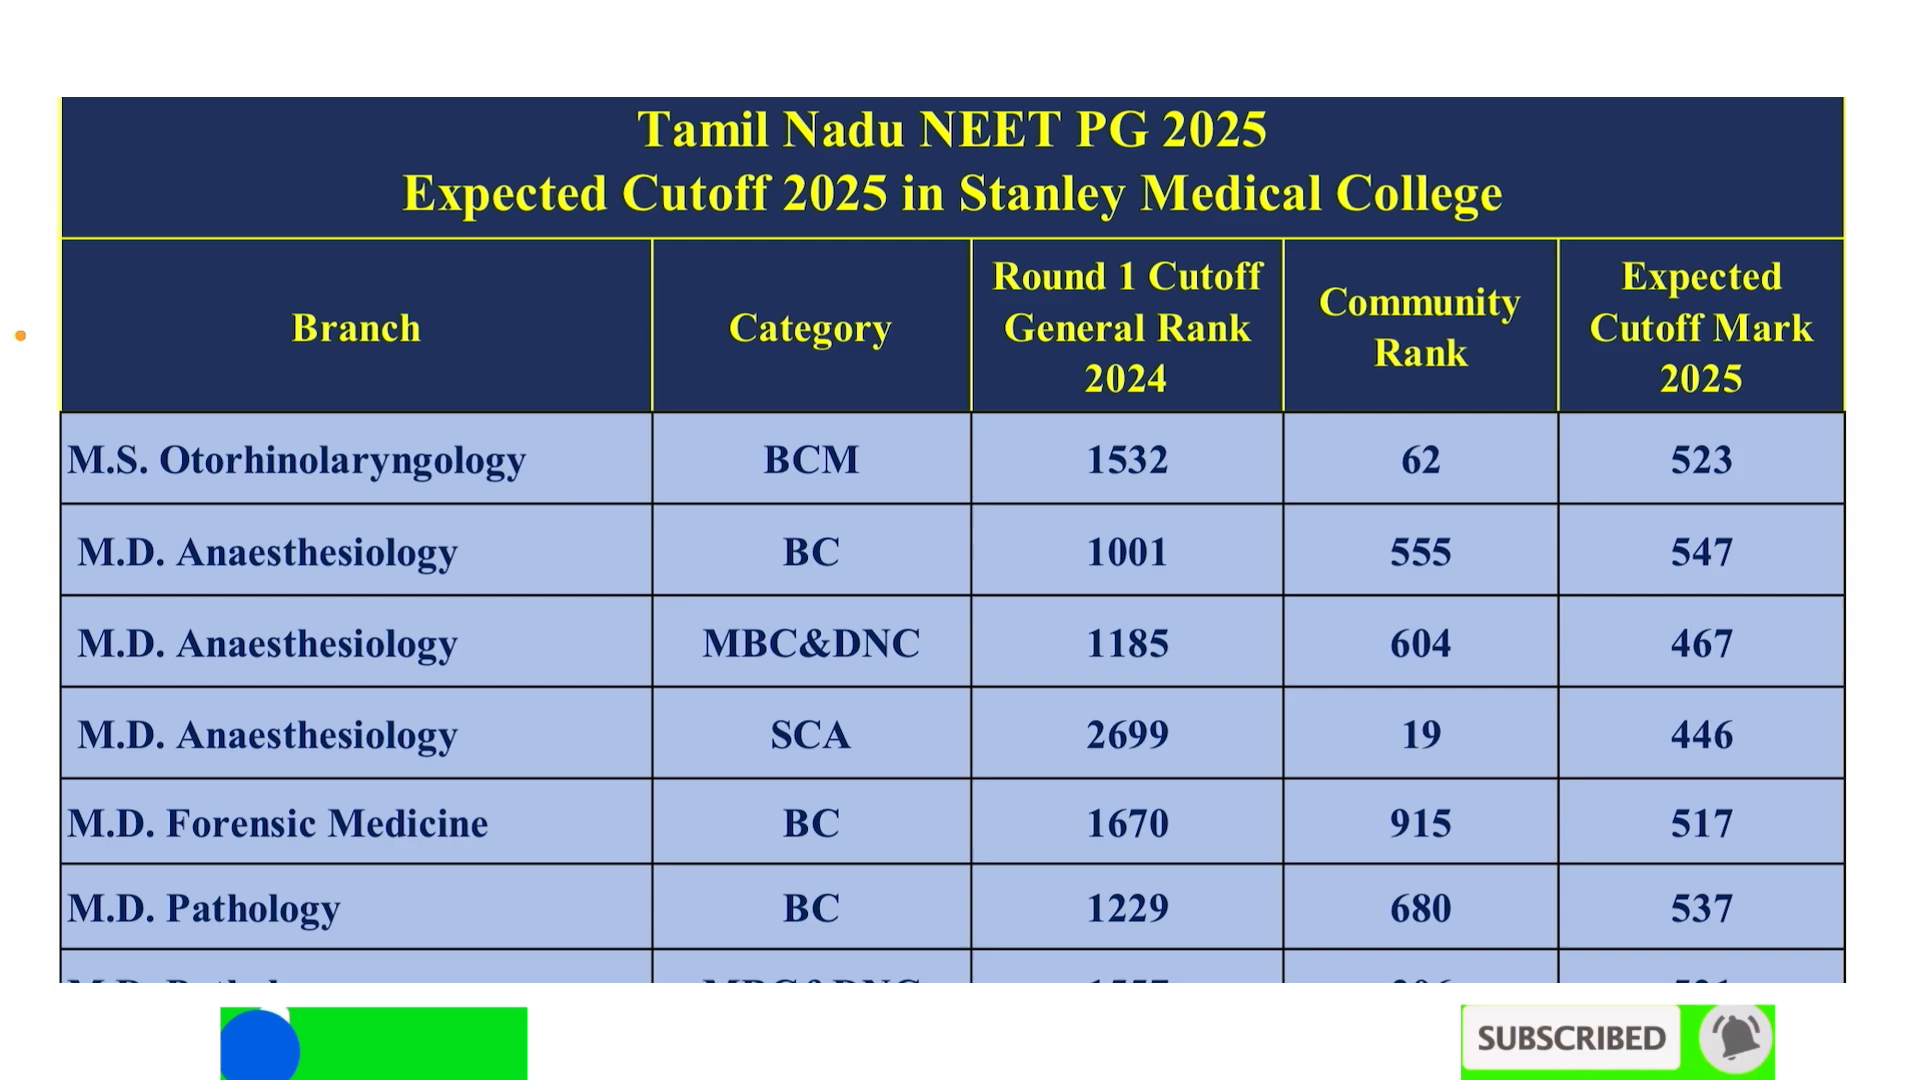 Tamil Nadu NEET PG 2025
Expected Cutoff 2025 in Stanley Medical College
Branch Category Round 1 Cutoff General Rank 2024 Community Rank Expected Cutoff Mark 2025
M.S. Otorhinolaryngology BCM 1532 62 523
M.D. Anaesthesiology BC 1001 555 547
M.D. Anaesthesiology MBC&DNC 1185 604 467
M.D. Anaesthesiology SCA 2699 19 446
M.D. Forensic Medicine BC 1670 915 517
M.D. Pathology BC 1229 680 537
SUBSCRIBED